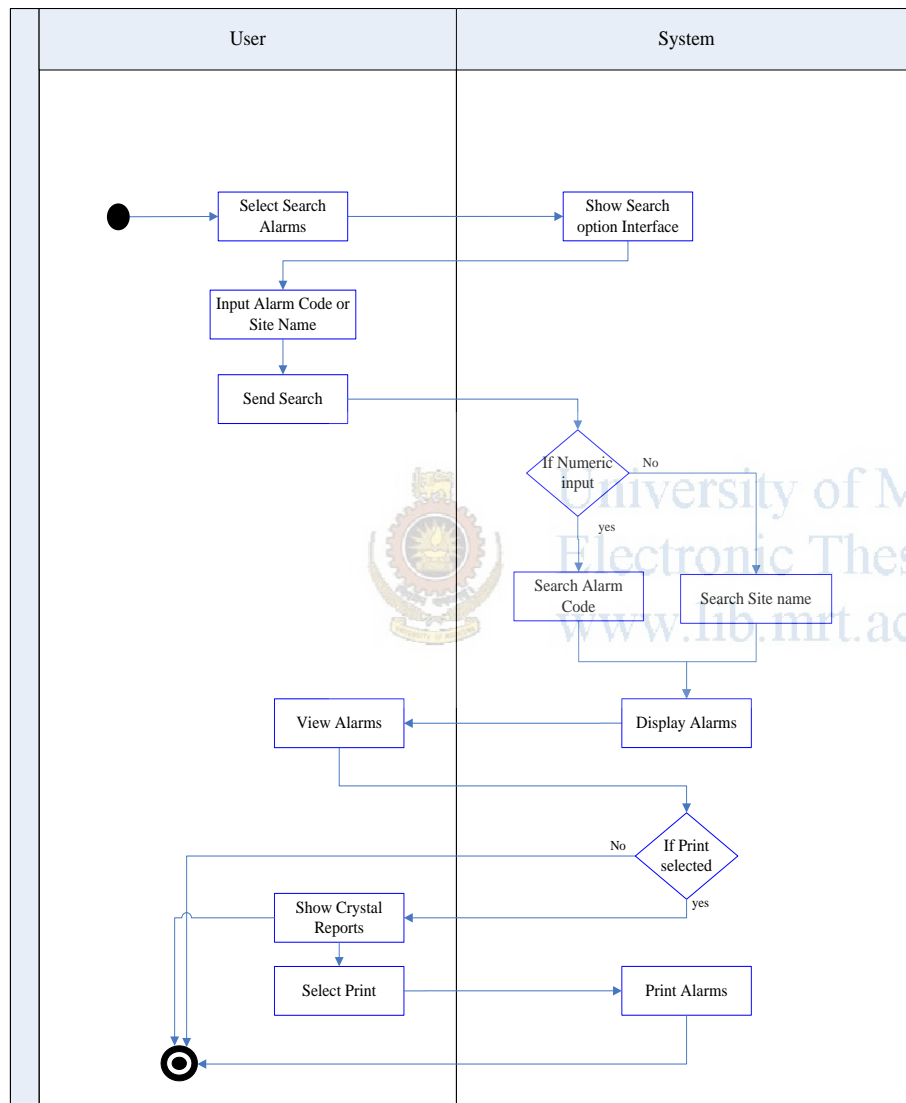 User
System
Select Search
Alarms
Show Search
option Interface
Input Alarm Code or
Site Name
Send Search
If Numeric
input
No
yes
University of M
Electronic Thes
www.lib.mrt.ac
Search Alarm
Code
Search Site name
View Alarms
Display Alarms
If Print
selected
No
yes
Show Crystal
Reports
Select Print
Print Alarms